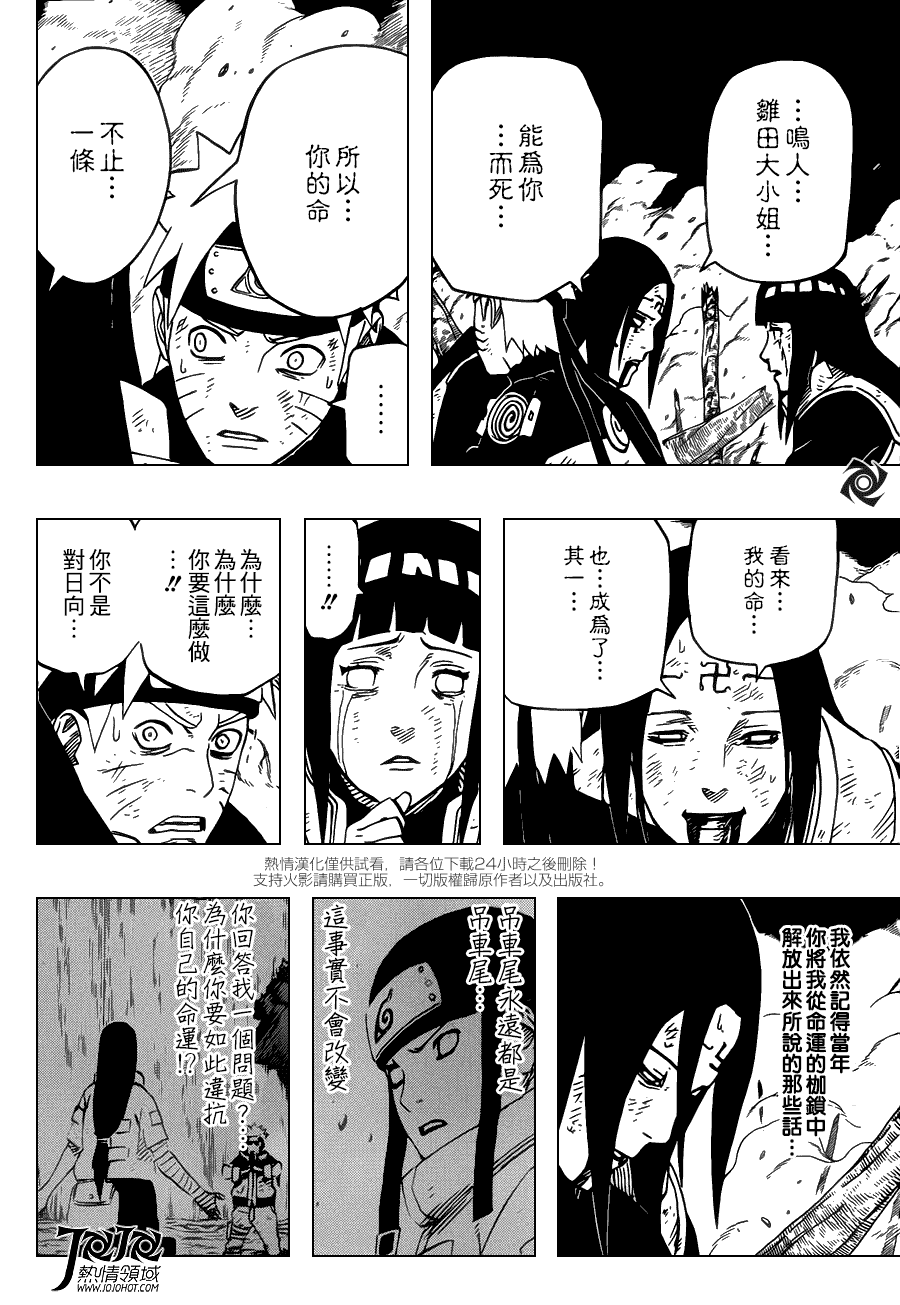 …鳴人…
雛田大小姐…
能為你
…而死…
所以…
你的命
不止…
一條
……
看來…
我的命…
也…成為了…
其一…
……!!
為什麼…
為什麼
你要這麼做
…!!
你不是
對日向…
熱情漢化僅供試看，請各位下載24小時之後刪除！
支持火影請購買正版，一切版權歸原作者以及出版社。
我依然記得當年
你將我從命運的枷鎖中
解放出來所說的那些話…
吊車尾永遠都是
吊車尾…
這事實不會改變
你回答找一個問題？……
為什麼你要如此違抗
你自己的命運!?
JOJO
熱情領域
WWW.JOJOHOT.COM